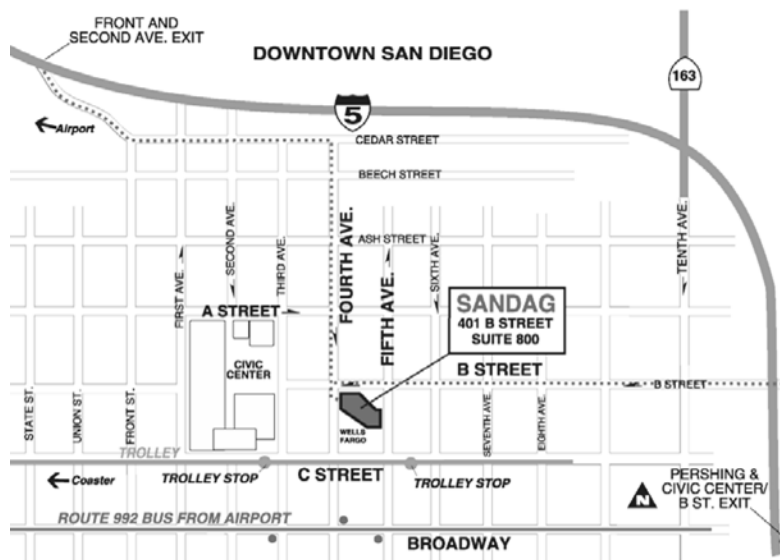 FRONT AND
SECOND AVE. EXIT
DOWNTOWN SAN DIEGO
163
5
Airport
CEDAR STREET
BEECH STREET
ASH STREET
FIRST AVE.
SECOND AVE.
THIRD AVE.
FOURTH AVE.
FIFTH AVE.
SIXTH AVE.
TENTH AVE.
A STREET
SANDAG
401 B STREET
SUITE 800
CIVIC
CENTER
B STREET
B STREET
STATE ST.
UNION ST.
FRONT ST.
WELLS
FARGO
SEVENTH AVE.
EIGHTH AVE.
TROLLEY
TROLLEY STOP
C STREET
TROLLEY STOP
Coaster
N
PERSHING &
CIVIC CENTER/
B ST. EXIT
ROUTE 992 BUS FROM AIRPORT
BROADWAY